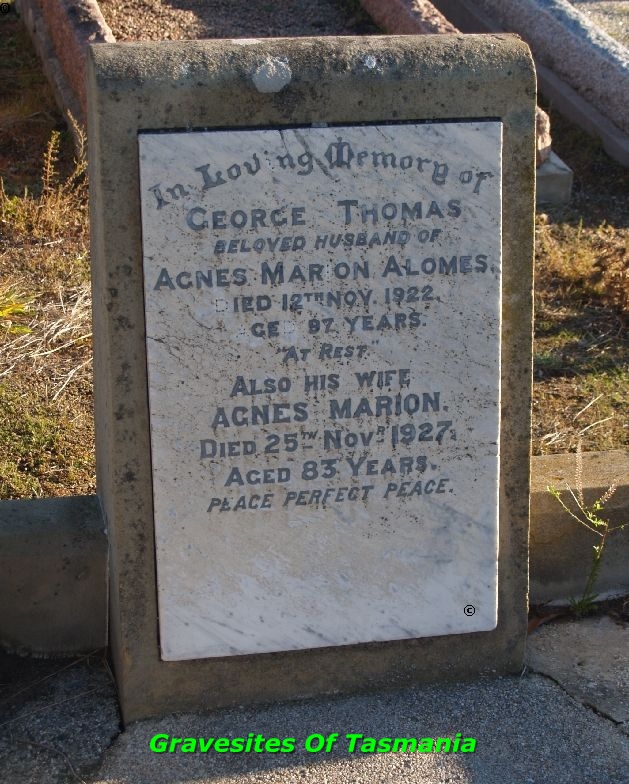 In Loving Memory of
GEORGE THOMAS
BELOVED HUSBAND OF
AGNES MARION ALOMES.
DIED 12TH NOV. 1922.
AGED 87 YEARS.
"AT REST."
ALSO HIS WIFE
AGNES MARION.
DIED 25TH NOVR 1927.
AGED 83 YEARS.
PLACE PERFECT PEACE.
©
Gravesites Of Tasmania